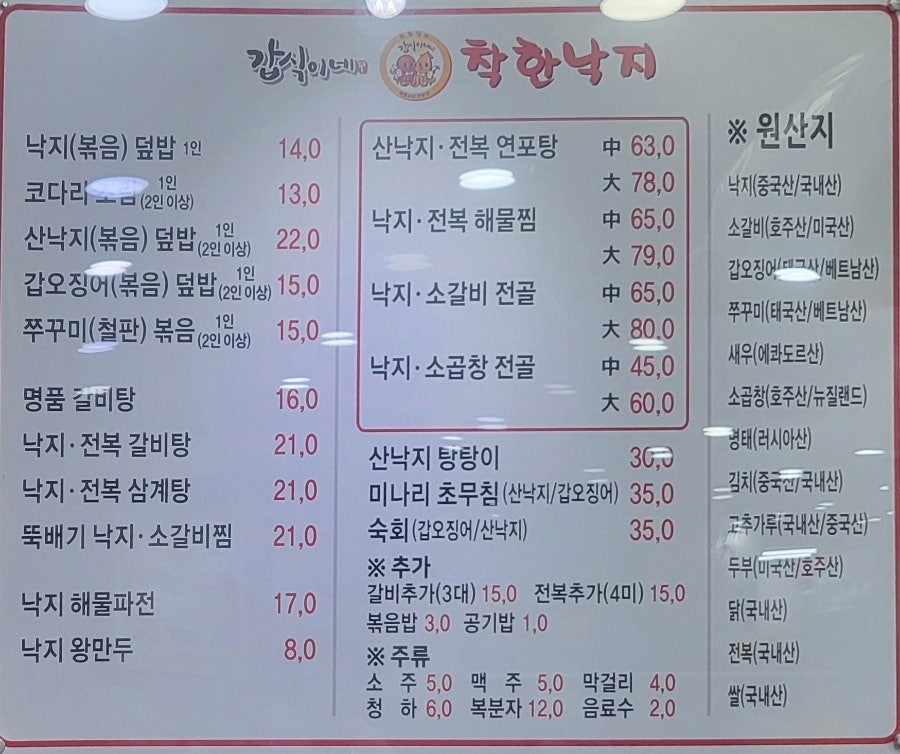 갑식이네 착한낙지
낙지(볶음) 덮밥 1인 14,0
코다리 조림 1인 (2인 이상) 13,0
산낙지(볶음) 덮밥 1인 (2인 이상) 22,0
갑오징어(볶음) 덮밥 1인 (2인 이상) 15,0
쭈꾸미(철판) 볶음 1인 (2인 이상) 15,0
명품 갈비탕 16,0
낙지·전복 갈비탕 21,0
낙지·전복 삼계탕 21,0
뚝배기 낙지·소갈비찜 21,0
낙지 해물파전 17,0
낙지 왕만두 8,0
산낙지·전복 연포탕 中 63,0
大 78,0
낙지·전복 해물찜 中 65,0
大 79,0
낙지·소갈비 전골 中 65,0
大 80,0
낙지·소곱창 전골 中 45,0
大 60,0
산낙지 탕탕이 30,0
미나리 초무침(산낙지/갑오징어) 35,0
숙회(갑오징어/산낙지) 35,0
※ 추가
갈비추가(3대) 15,0 전복추가(4미) 15,0
볶음밥 3,0 공기밥 1,0
※ 주류
소 주 5,0 맥 주 5,0 막걸리 4,0
청 하 6,0 복분자 12,0 음료수 2,0
※ 원산지
낙지(중국산/국내산)
소갈비(호주산/미국산)
갑오징어(태국산/베트남산)
쭈꾸미(태국산/베트남산)
새우(에콰도르산)
소곱창(호주산/뉴질랜드)
명태(러시아산)
김치(중국산/국내산)
고추가루(국내산/중국산)
두부(미국산/호주산)
닭(국내산)
전복(국내산)
쌀(국내산)